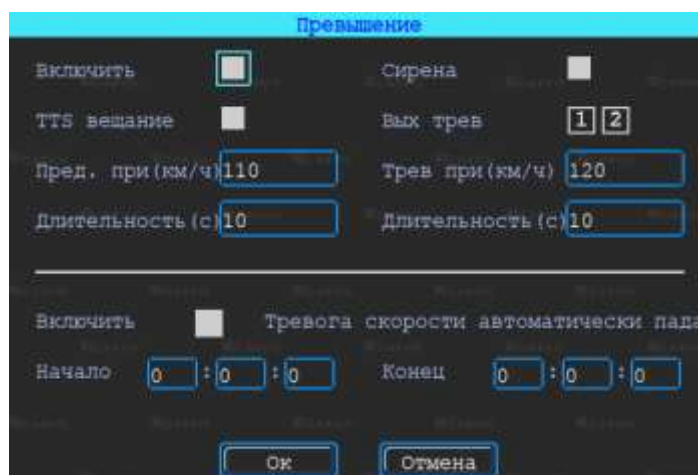 Превышение
Включить Сирена
TTS вещание Вых трев 1 2
Пред. при(км/ч) 110 Трев при(км/ч) 120
Длительность(с) 10 Длительность(с) 10
Включить Тревога скорости автоматически пада
Начало 0 : 0 : 0 Конец 0 : 0 : 0
Ок Отмена